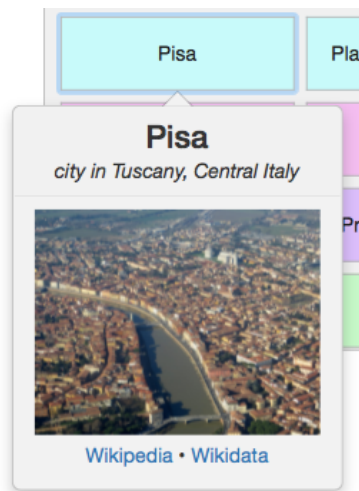 Pisa
Pla
Pisa
city in Tuscany, Central Italy
Pr
Wikipedia • Wikidata